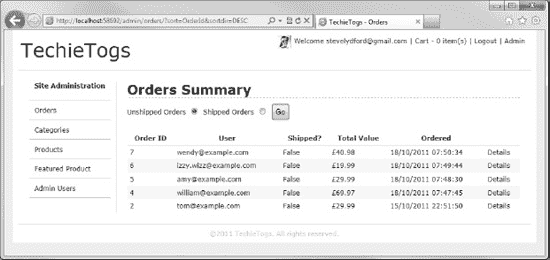 http://localhost:58892/admin/orders/?sort=OrderId&sortdir=DESC
TechieTogs - Orders
TechieTogs
Welcome stevelydford@gmail.com | Cart - 0 item(s) | Logout | Admin
Site Administration
Orders
Categories
Products
Featured Product
Admin Users
Orders Summary
Unshipped Orders Shipped Orders Go
Order ID User Shipped? Total Value Ordered
7 wendy@example.com False £40.98 18/10/2011 07:50:34 Details
6 izzy.wizz@example.com False £19.99 18/10/2011 07:49:44 Details
5 amy@example.com False £29.99 18/10/2011 07:48:30 Details
4 william@example.com False £69.97 18/10/2011 07:47:45 Details
2 tom@example.com False £29.99 15/10/2011 22:51:50 Details
©2011 TechieTogs. All rights reserved.